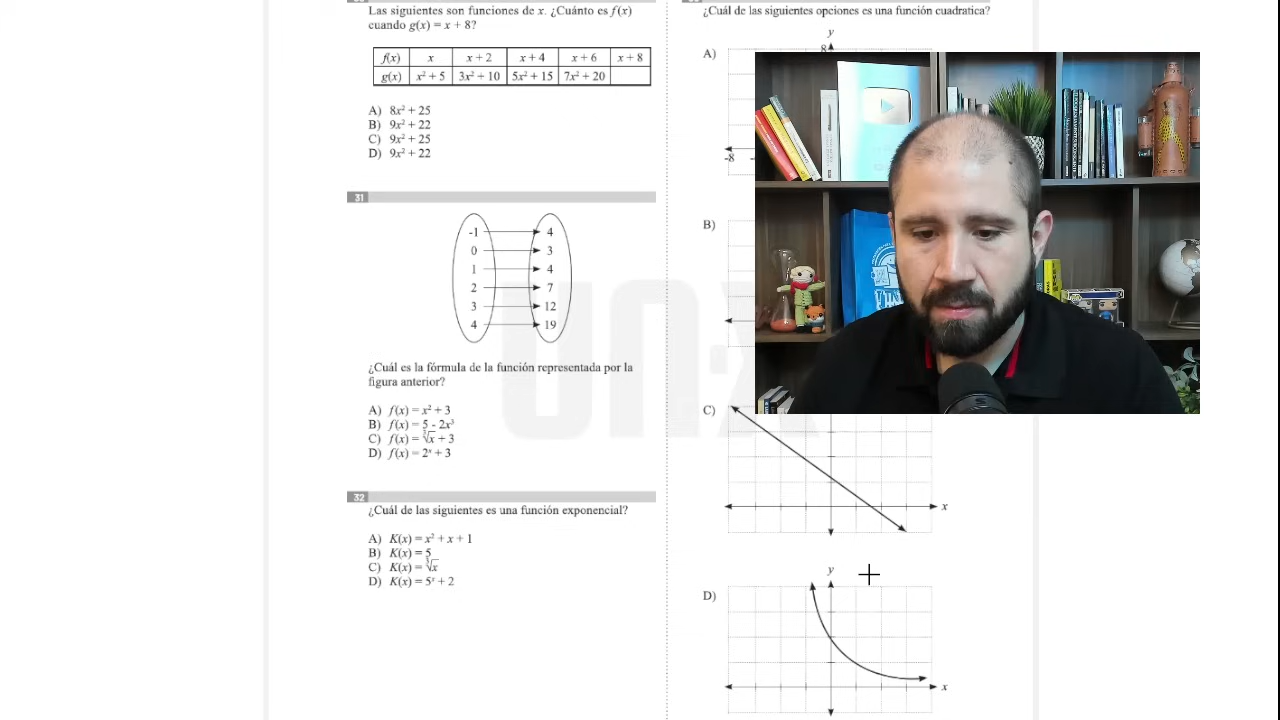 Las siguientes son funciones de x. ¿Cuánto es f(x)
cuando g(x) = x + 8?
f(x) x x + 2 x + 4 x + 6 x + 8
g(x) x² + 5 3x² + 10 5x² + 15 7x² + 20
A) 8x² + 25
B) 9x² + 22
C) 9x² + 25
D) 9x² + 22
31
-1 4
0 3
1 4
2 7
3 12
4 19
¿Cuál es la fórmula de la función representada por la
figura anterior?
A) f(x) = x² + 3
B) f(x) = 5 - 2x³
C) f(x) = ∛x + 3
D) f(x) = 2ˣ + 3
32
¿Cuál de las siguientes es una función exponencial?
A) K(x) = x² + x + 1
B) K(x) = 5
C) K(x) = ∛x
D) K(x) = 5ˣ + 2
¿Cuál de las siguientes opciones es una función cuadratica?
A)
y
8
-8
B)
C)
x
D)
y
x